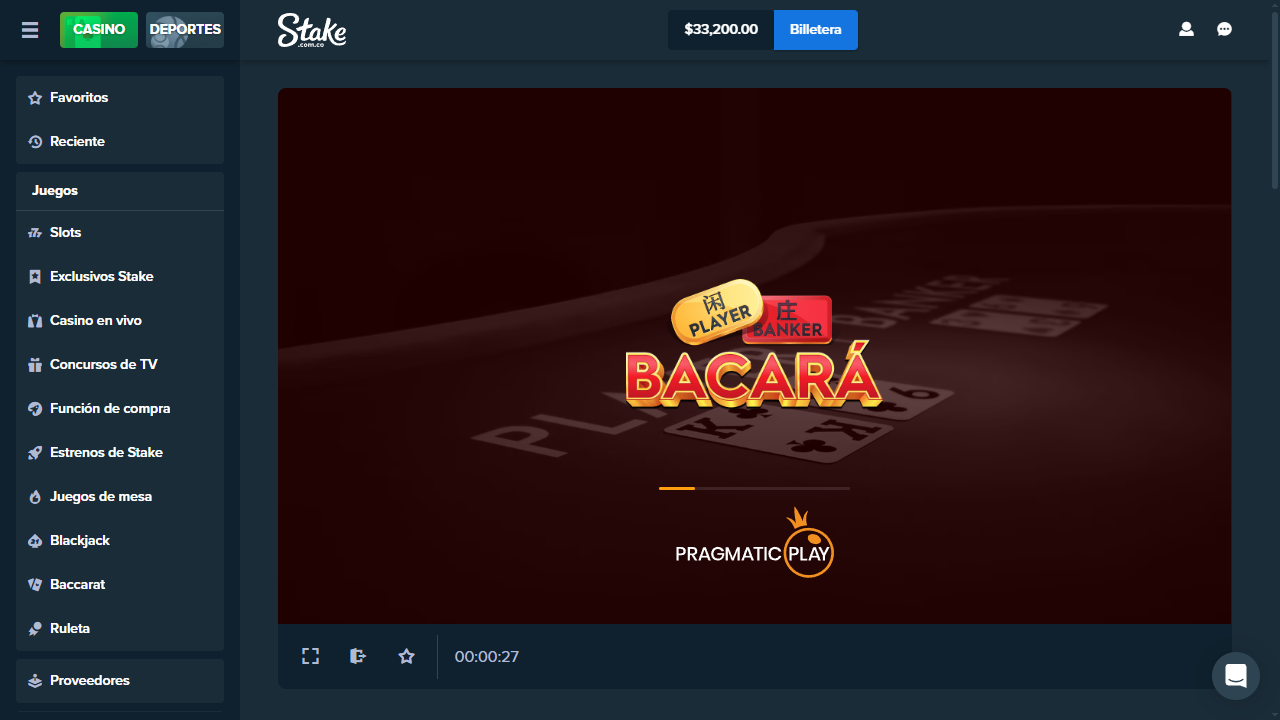 CASINO
DEPORTES
Stake
.com.co
$33,200.00
Billetera
Favoritos
Reciente
Juegos
Slots
Exclusivos Stake
Casino en vivo
Concursos de TV
Función de compra
Estrenos de Stake
Juegos de mesa
Blackjack
Baccarat
Ruleta
Proveedores
闲
PLAYER
庄
BANKER
BACARÁ
BANKER
PRAGMATIC PLAY
00:00:27